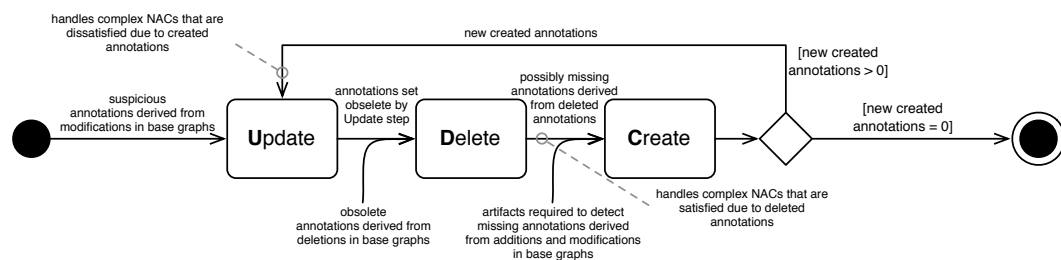 handles complex NACs that are
dissatisfied due to created
annotations
new created annotations
[new created
annotations > 0]
suspicious
annotations derived from
modifications in base graphs
Update
annotations set
obselete by
Update step
Delete
possibly missing
annotations derived
from deleted
annotations
Create
[new created
annotations = 0]
obsolete
annotations derived from
deletions in base graphs
artifacts required to detect
missing annotations derived
from additions and modifications
in base graphs
handles complex NACs that are
satisfied due to deleted
annotations